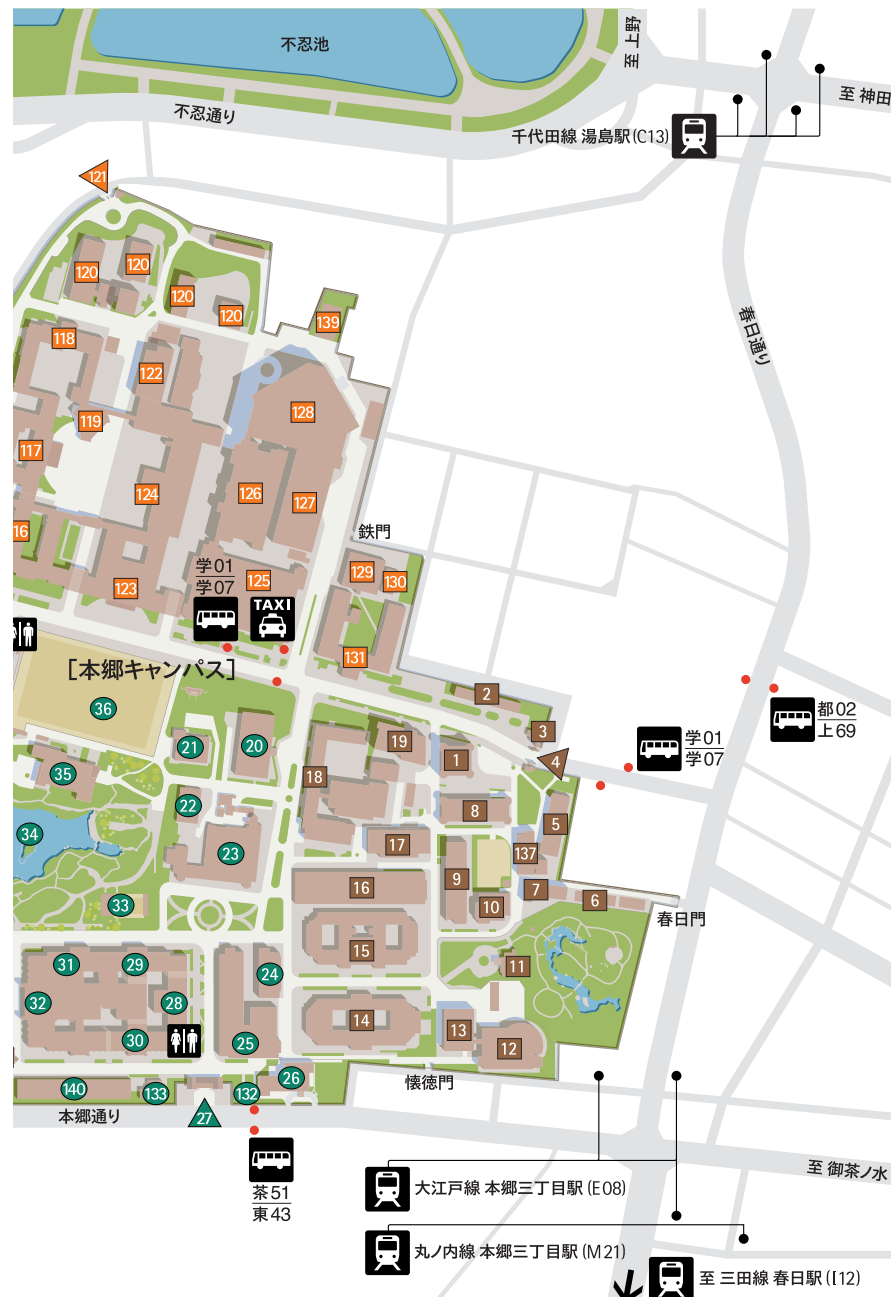 不忍池
至 上野
至 神田
不忍通り
千代田線 湯島駅(C13)
121
120
120
120
120
139
118
122
春日通り
128
119
117
124
126
127
16
鉄門
学01
学07
129
130
123
125
TAXI
131
[本郷キャンパス]
2
36
都02
上69
3
学01
学07
20
21
19
1
4
35
18
22
8
5
34
23
17
137
9
16
7
6
33
10
春日門
15
11
31
29
24
32
28
14
13
30
25
12
26
懐徳門
140
133
132
本郷通り
27
至 御茶ノ水
茶51
東43
大江戸線 本郷三丁目駅(E08)
丸ノ内線 本郷三丁目駅(M21)
至 三田線 春日駅(I12)